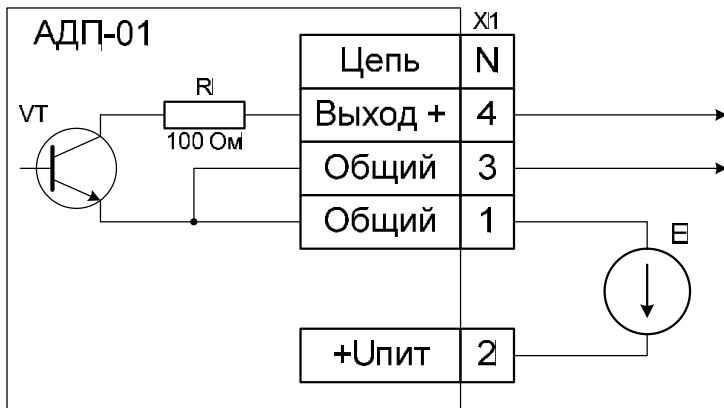 АДП-01
X1
Цепь N
R
VT
Выход + 4
100 Ом
Общий 3
Общий 1
E
+Uпит 2